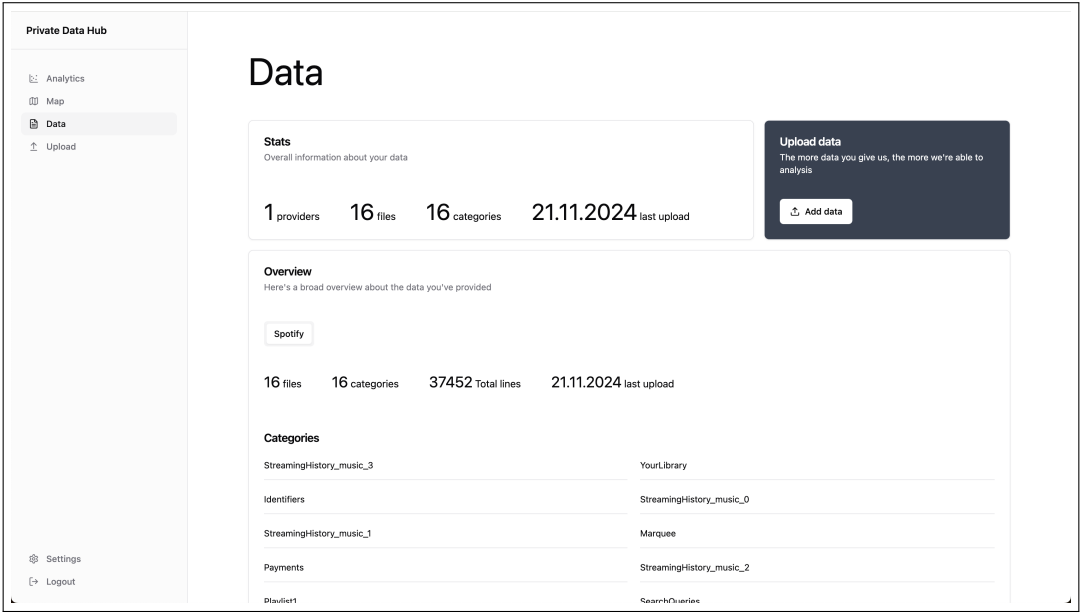 Private Data Hub
Analytics
Map
Data
Upload
Settings
Logout
Data
Stats
Overall information about your data
1 providers 16 files 16 categories 21.11.2024 last upload
Upload data
The more data you give us, the more we're able to
analysis
Add data
Overview
Here's a broad overview about the data you've provided
Spotify
16 files 16 categories 37452 Total lines 21.11.2024 last upload
Categories
StreamingHistory_music_3 YourLibrary
Identifiers StreamingHistory_music_0
StreamingHistory_music_1 Marquee
Payments StreamingHistory_music_2
Playlist1 SearchQueries